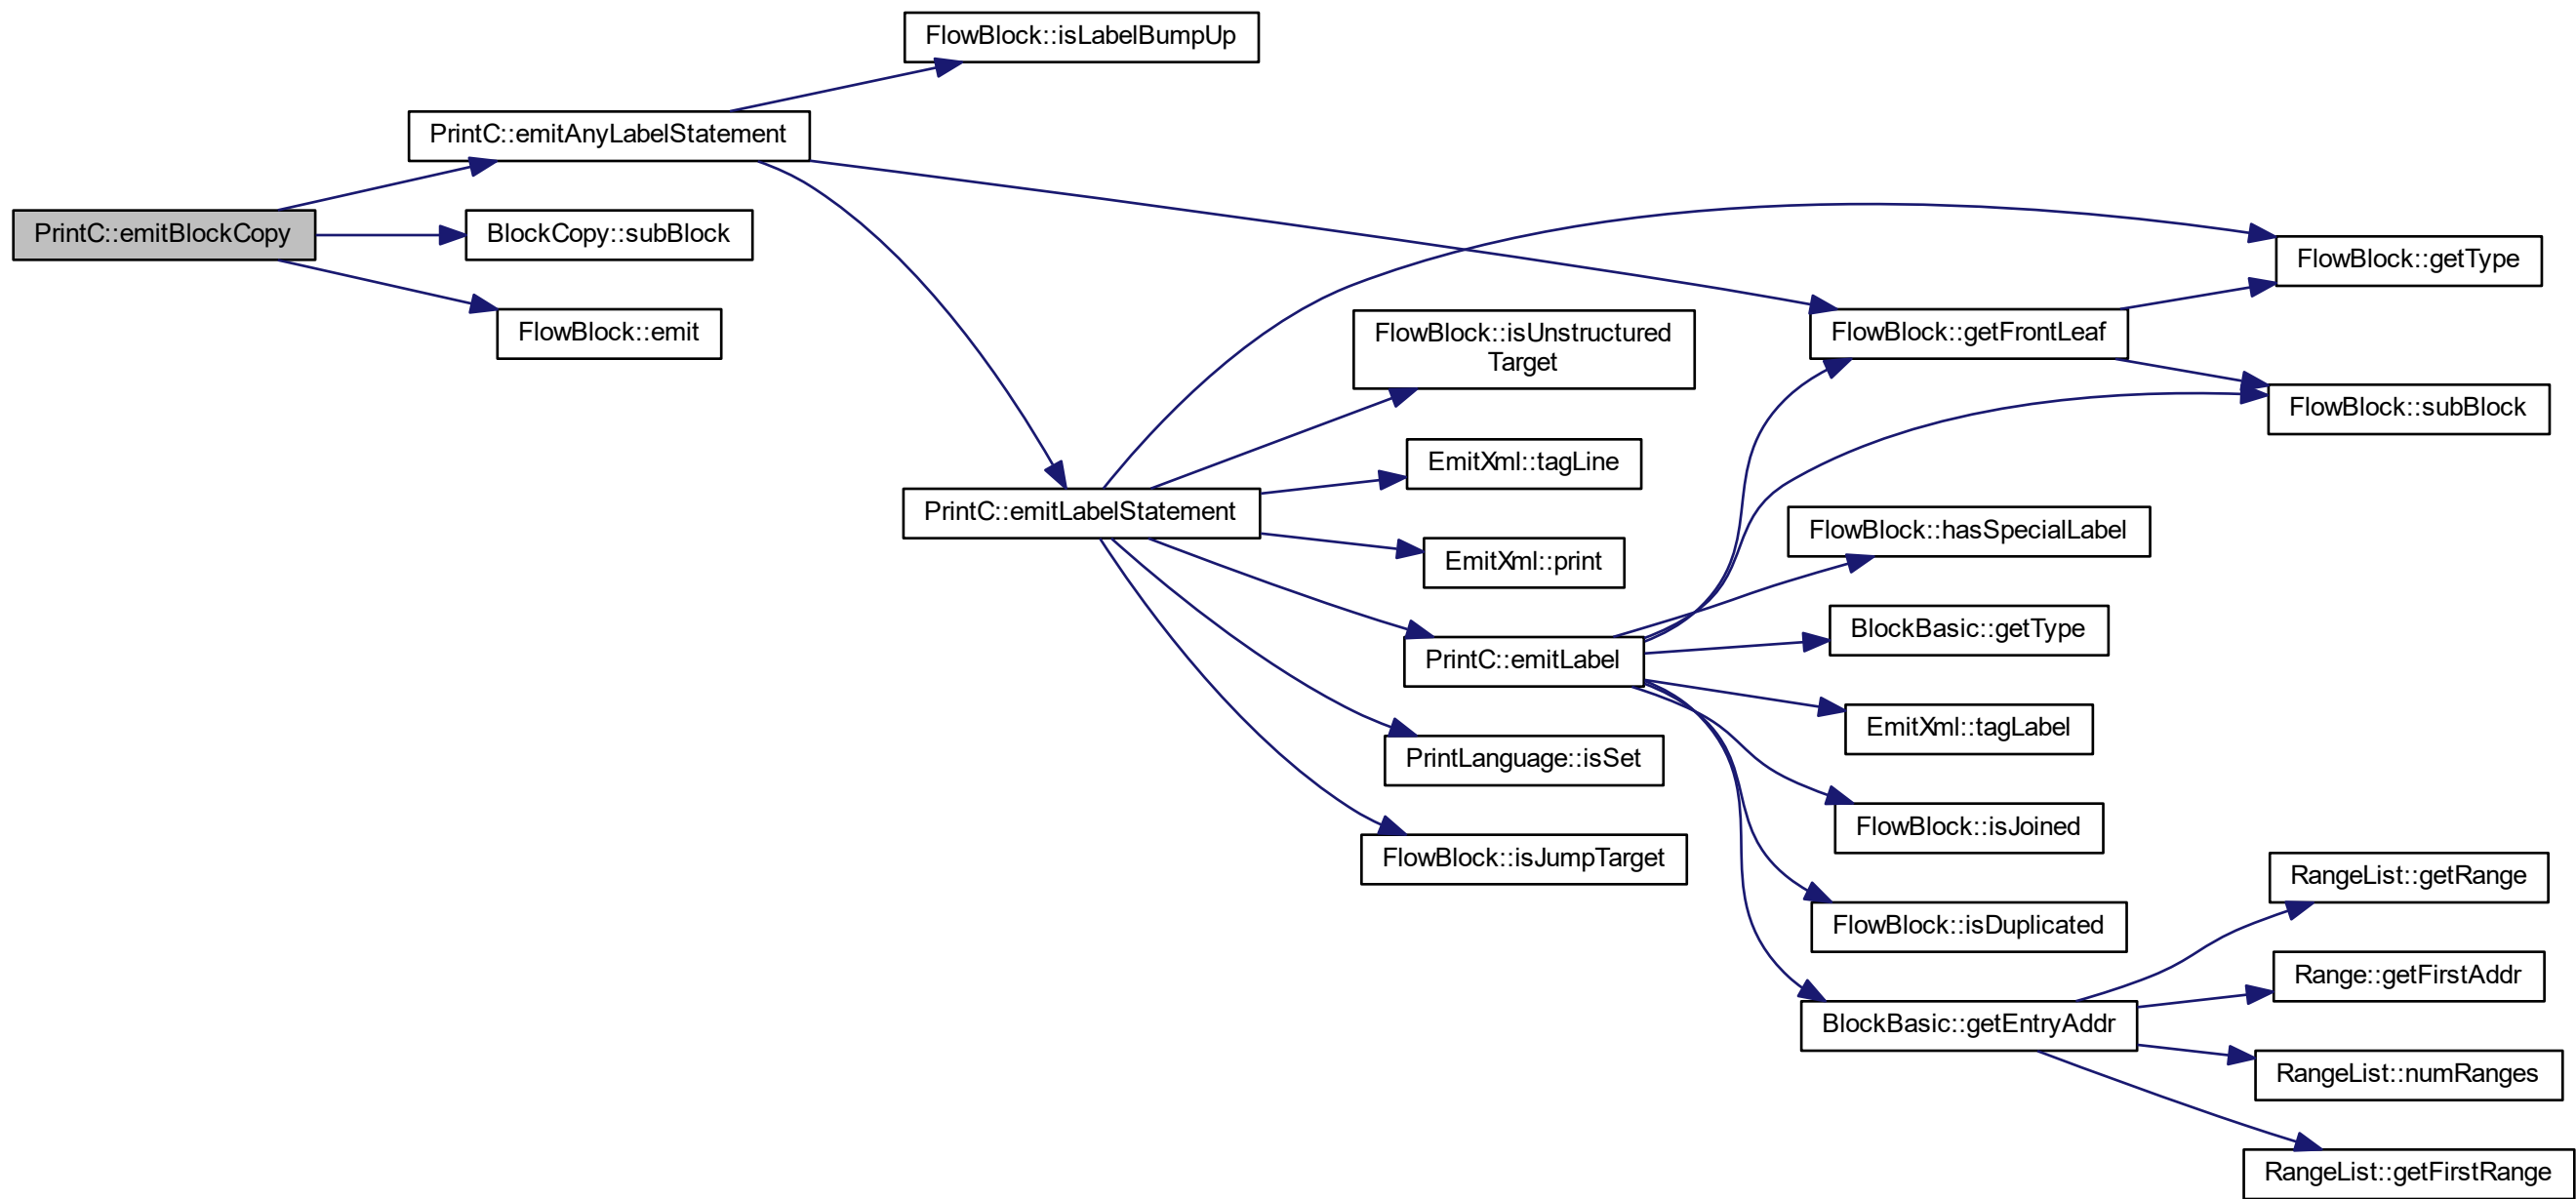 FlowBlock::isLabelBumpUp
PrintC::emitAnyLabelStatement
PrintC::emitBlockCopy
BlockCopy::subBlock
FlowBlock::emit
FlowBlock::getType
FlowBlock::isUnstructured
Target
FlowBlock::getFrontLeaf
FlowBlock::subBlock
EmitXml::tagLine
PrintC::emitLabelStatement
FlowBlock::hasSpecialLabel
EmitXml::print
BlockBasic::getType
PrintC::emitLabel
EmitXml::tagLabel
PrintLanguage::isSet
FlowBlock::isJoined
FlowBlock::isJumpTarget
RangeList::getRange
FlowBlock::isDuplicated
Range::getFirstAddr
BlockBasic::getEntryAddr
RangeList::numRanges
RangeList::getFirstRange